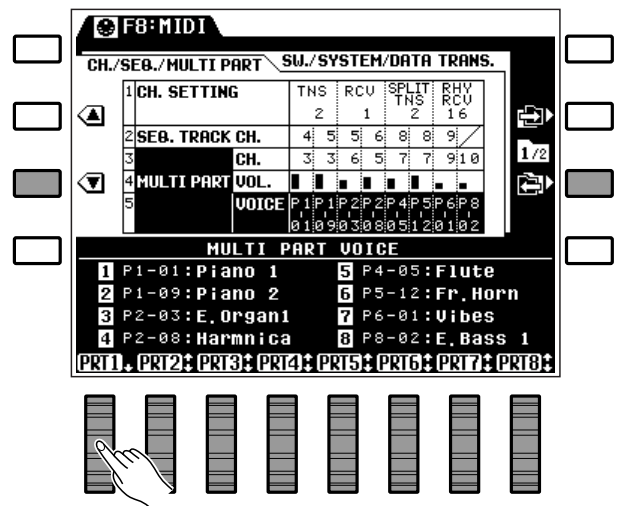 F8:MIDI
CH./SEQ./MULTI PART SW./SYSTEM/DATA TRANS.
1 CH. SETTING TNS 2 RCV 1 SPLIT TNS 2 RHY RCV 16
2 SEQ. TRACK CH. 4 5 5 6 8 8 9
3 CH. 3 3 6 5 7 7 9 10
4 MULTI PART VOL.
5 VOICE P1-01 P1-09 P2-03 P2-08 P4-05 P5-12 P6-01 P8-02
1/2
MULTI PART VOICE
1 P1-01:Piano 1 5 P4-05:Flute
2 P1-09:Piano 2 6 P5-12:Fr.Horn
3 P2-03:E.Organ1 7 P6-01:Vibes
4 P2-08:Harmnica 8 P8-02:E.Bass 1
PRT1 PRT2 PRT3 PRT4 PRT5 PRT6 PRT7 PRT8